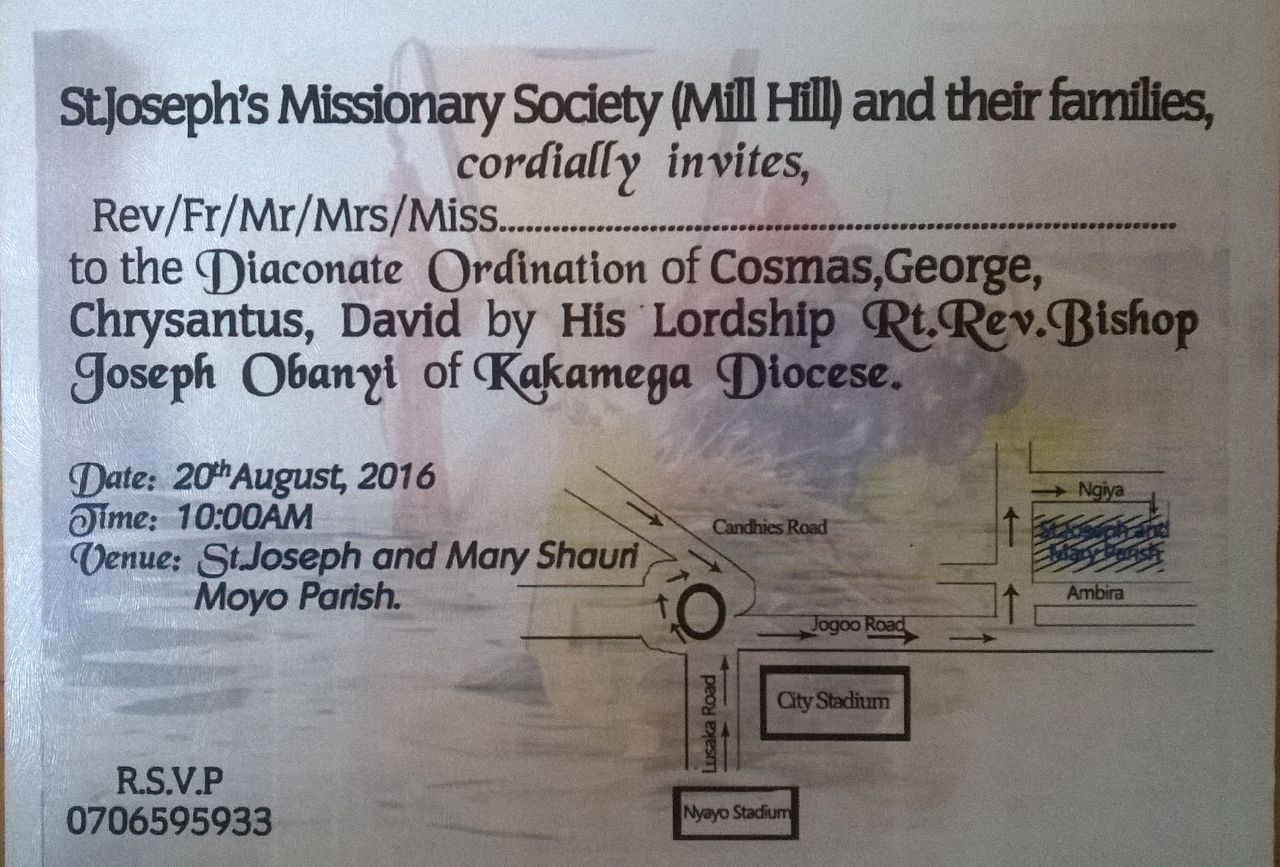 St.Joseph's Missionary Society (Mill Hill) and their families,
cordially invites,
Rev/Fr/Mr/Mrs/Miss..........................................................................................
to the Diaconate Ordination of Cosmas,George,
Chrysantus, David by His Lordship Rt.Rev.Bishop
Joseph Obanyi of Kakamega Diocese.
Date: 20th August, 2016
Time: 10:00AM
Venue: St.Joseph and Mary Shauri
Moyo Parish.
R.S.V.P
0706595933
Candhies Road
Ngiya
St.Joseph and
Mary Parish
Ambira
Jogoo Road
Lusaka Road
City Stadium
Nyayo Stadium